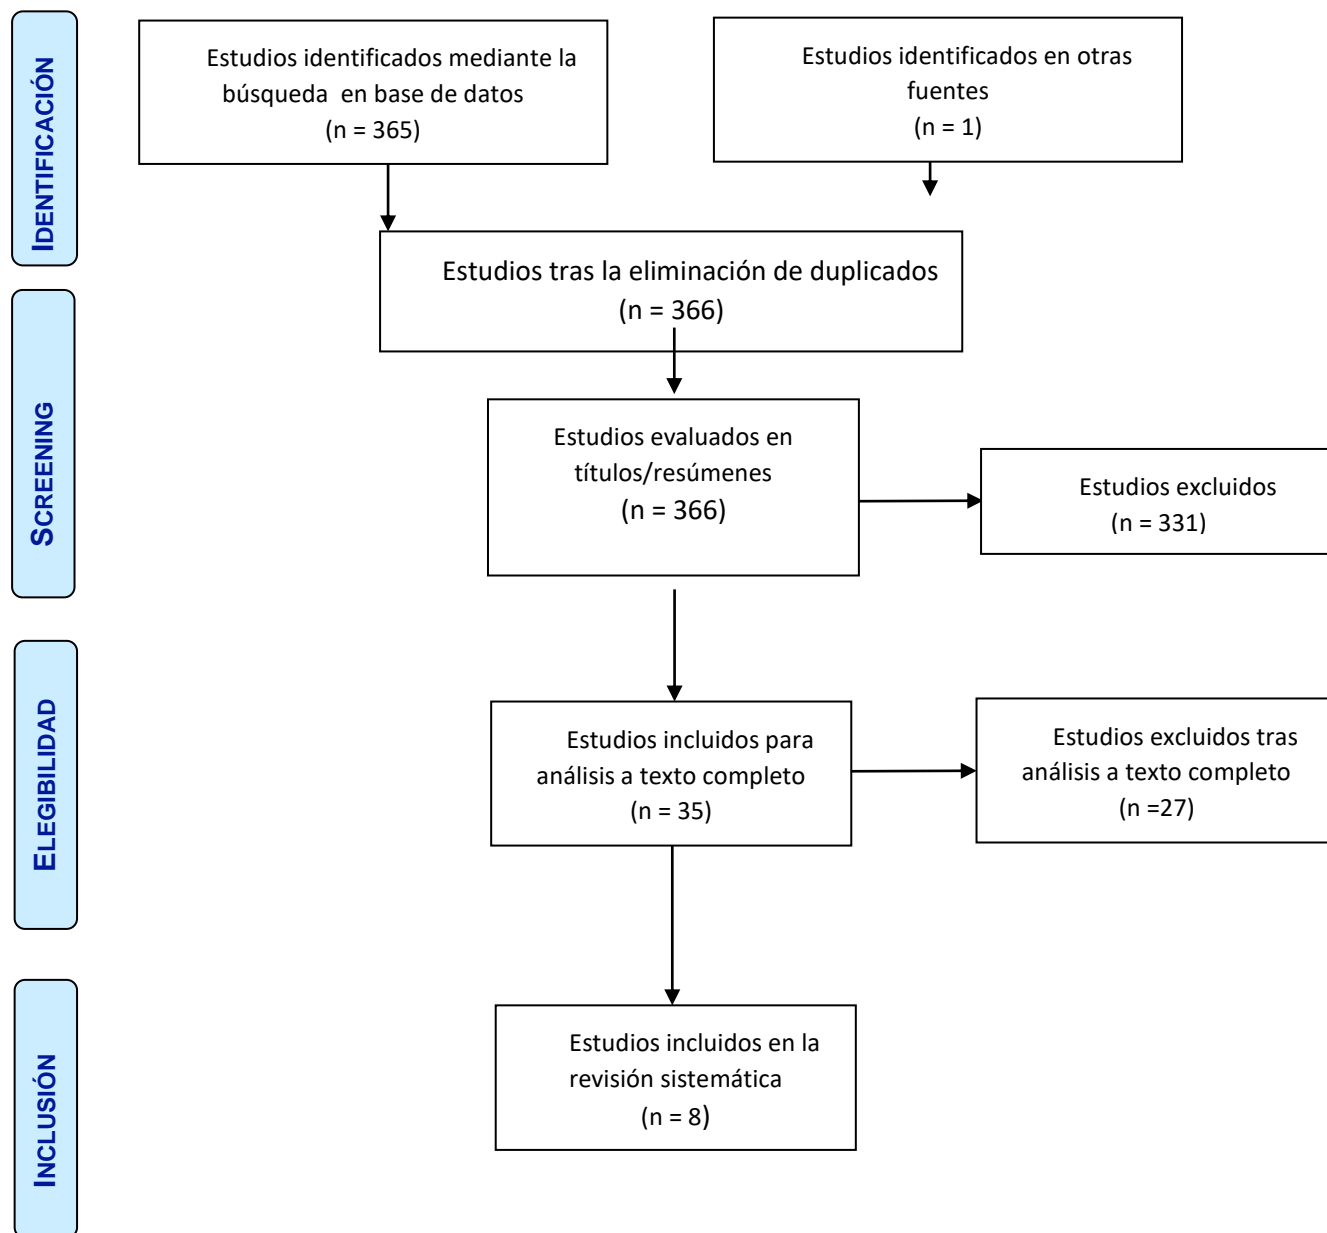 IDENTIFICACIÓN
Estudios identificados mediante la
búsqueda en base de datos
(n = 365)
Estudios identificados en otras
fuentes
(n = 1)
Estudios tras la eliminación de duplicados
(n = 366)
SCREENING
Estudios evaluados en
títulos/resúmenes
(n = 366)
Estudios excluidos
(n = 331)
ELEGIBILIDAD
Estudios incluidos para
análisis a texto completo
(n = 35)
Estudios excluidos tras
análisis a texto completo
(n =27)
INCLUSIÓN
Estudios incluidos en la
revisión sistemática
(n = 8)